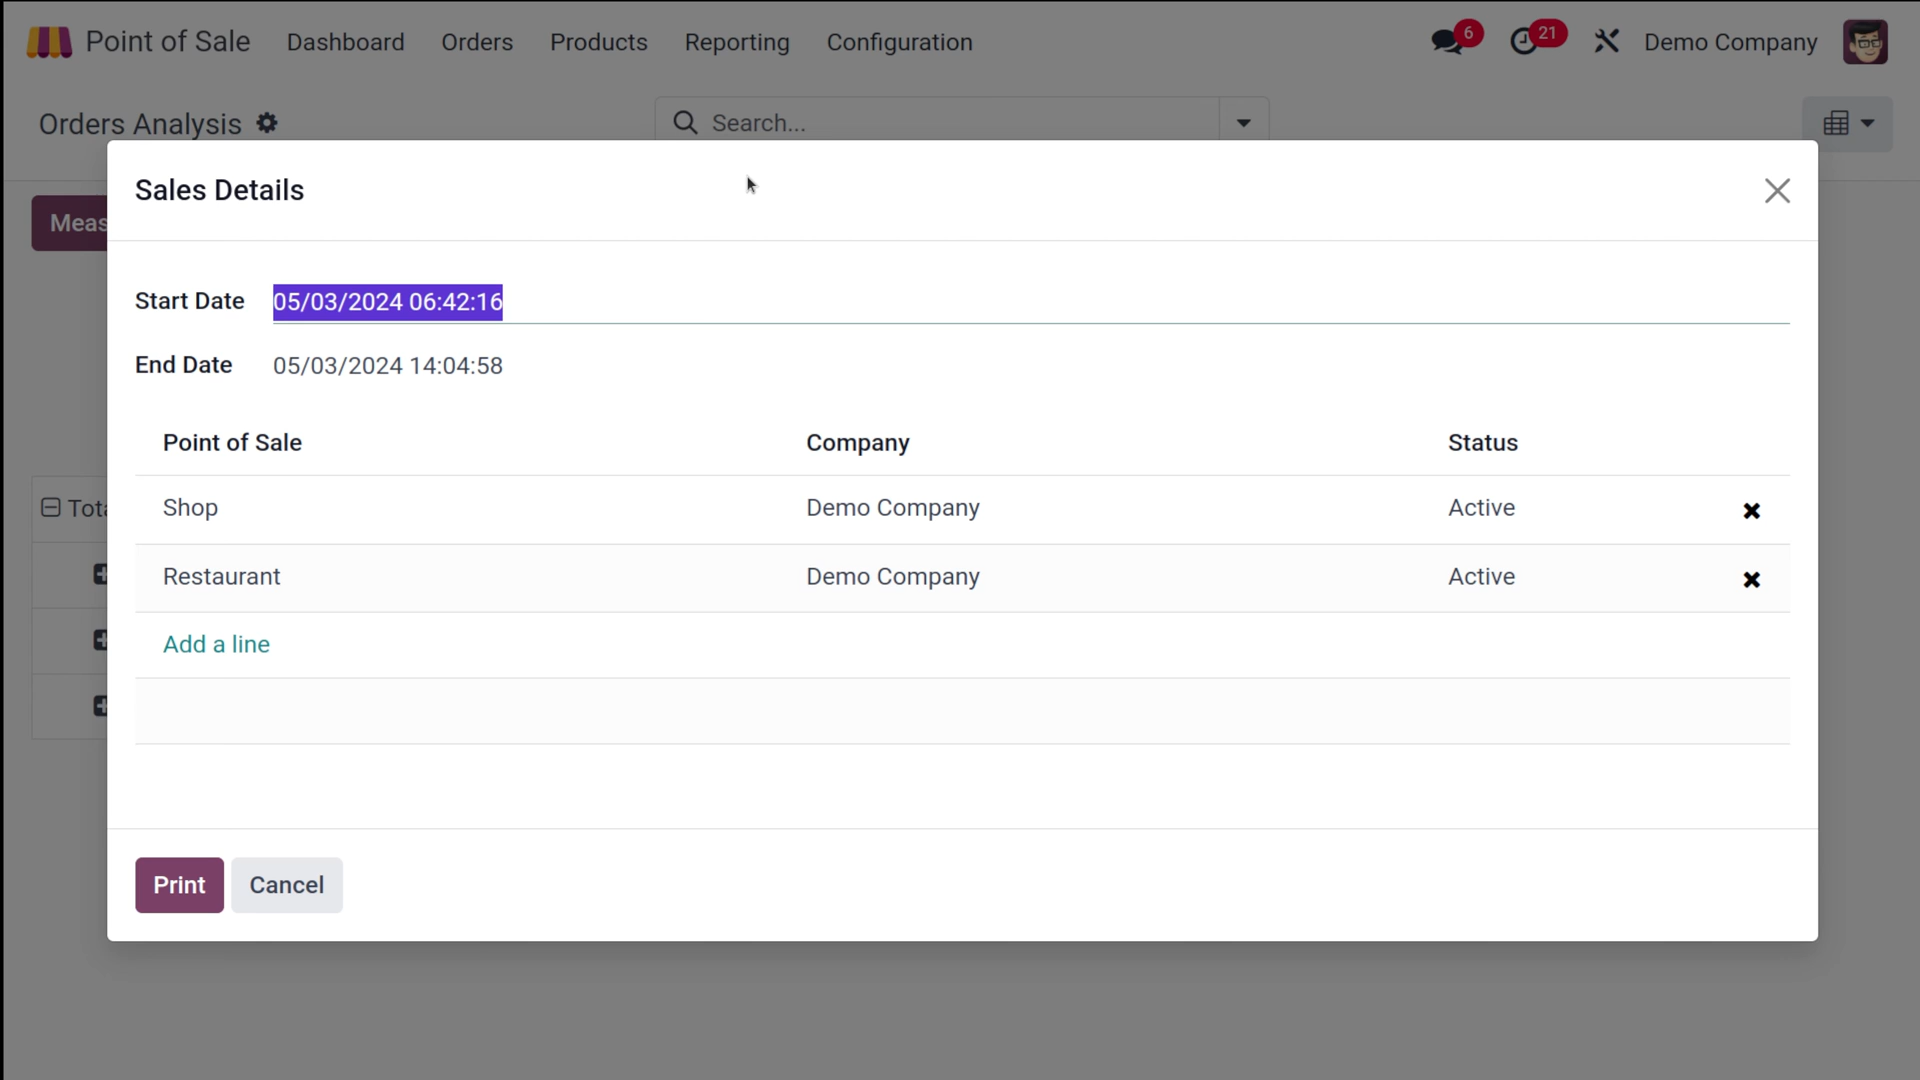 Point of Sale Dashboard Orders Products Reporting Configuration 6 21 Demo Company
Orders Analysis Search...
Sales Details
Meas
Start Date 05/03/2024 06:42:16
End Date 05/03/2024 14:04:58
Point of Sale Company Status
Shop Demo Company Active
Tota
Restaurant Demo Company Active
Add a line
Print Cancel